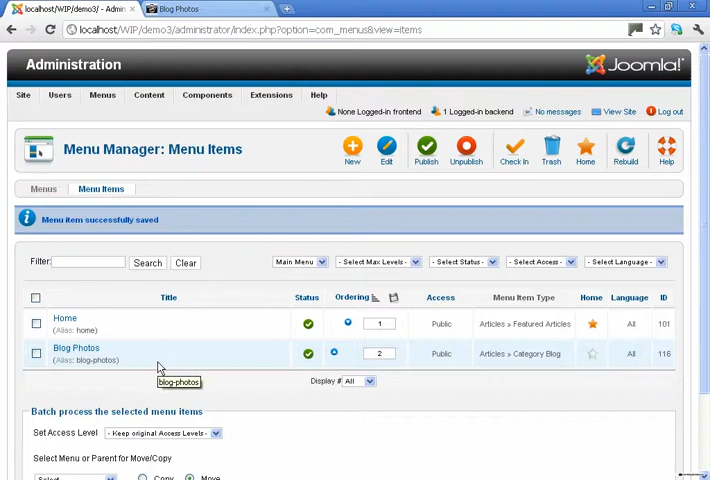 localhost/WIP/demo3/ - Admin
Blog Photos
localhost/WIP/demo3/administrator/index.php?option=com_menus&view=items
Administration
Joomla!
Site Users Menus Content Components Extensions Help
None Logged-in frontend 1 Logged-in backend No messages View Site Log out
Menu Manager: Menu Items
New Edit Publish Unpublish Check In Trash Home Rebuild Help
Menus Menu Items
Menu item successfully saved
Filter: Search Clear Main Menu - Select Max Levels - - Select Status - - Select Access - - Select Language -
Title Status Ordering Access Menu Item Type Home Language ID
Home
(Alias: home)
1 Public Articles » Featured Articles All 101
Blog Photos
(Alias: blog-photos)
2 Public Articles » Category Blog All 116
blog-photos
Display # All
Batch process the selected menu items
Set Access Level - Keep original Access Levels -
Select Menu or Parent for Move/Copy
Select Copy Move